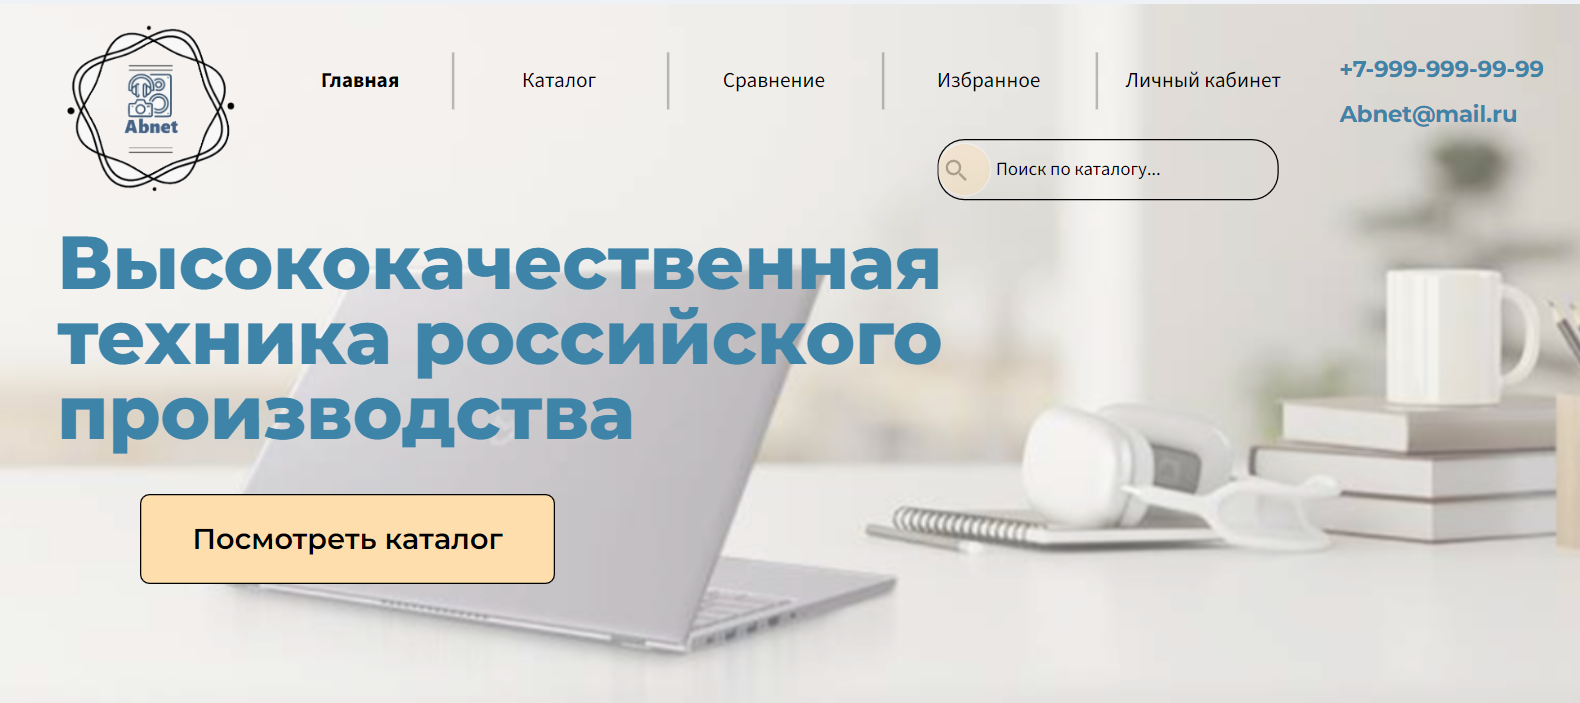 Abnet
Главная
Каталог
Сравнение
Избранное
Личный кабинет
+7-999-999-99-99
Abnet@mail.ru
Поиск по каталогу...
Высококачественная
техника российского
производства
Посмотреть каталог